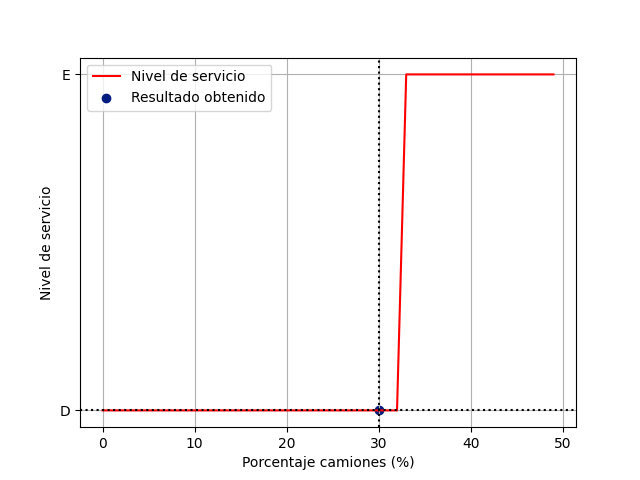 Nivel de servicio
Resultado obtenido
E
D
Nivel de servicio
0 10 20 30 40 50
Porcentaje camiones (%)